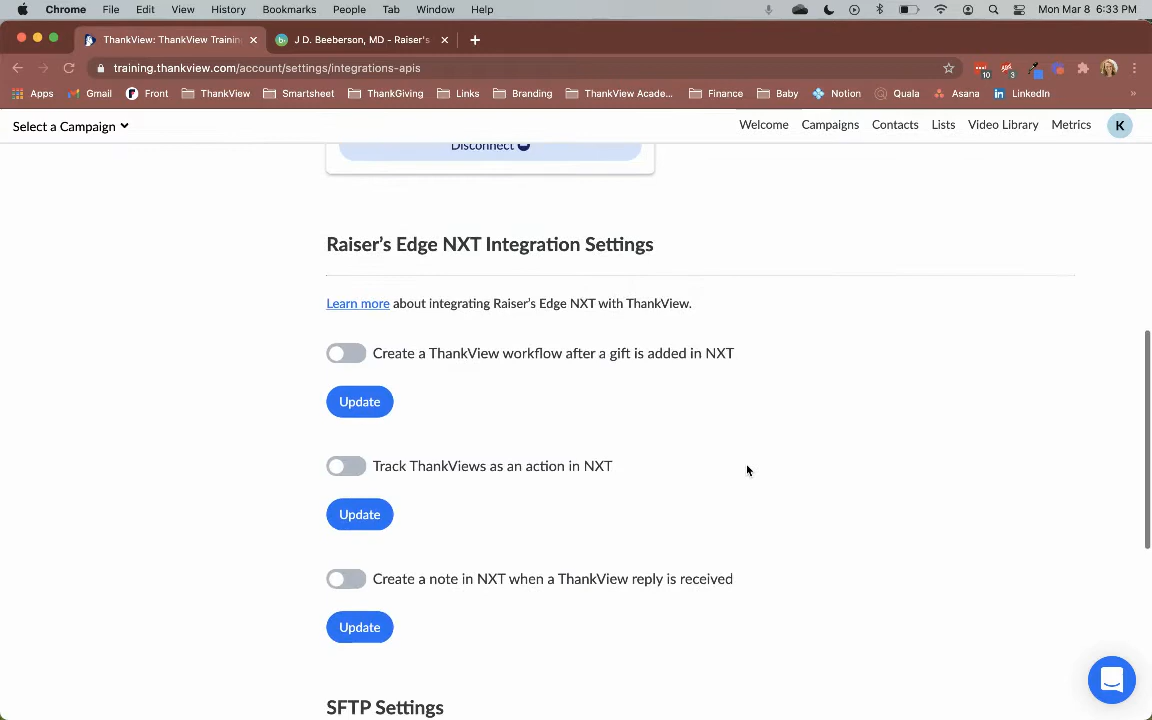 Chrome File Edit View History Bookmarks People Tab Window Help Mon Mar 8 6:33 PM
ThankView: ThankView Trainin
J D. Beeberson, MD - Raiser's
training.thankview.com/account/settings/integrations-apis
10
3
Apps Gmail Front ThankView Smartsheet ThankGiving Links Branding ThankView Acade... Finance Baby Notion Quala Asana LinkedIn
Select a Campaign
Welcome Campaigns Contacts Lists Video Library Metrics K
Disconnect
Raiser's Edge NXT Integration Settings
Learn more about integrating Raiser's Edge NXT with ThankView.
Create a ThankView workflow after a gift is added in NXT
Update
Track ThankViews as an action in NXT
Update
Create a note in NXT when a ThankView reply is received
Update
SFTP Settings